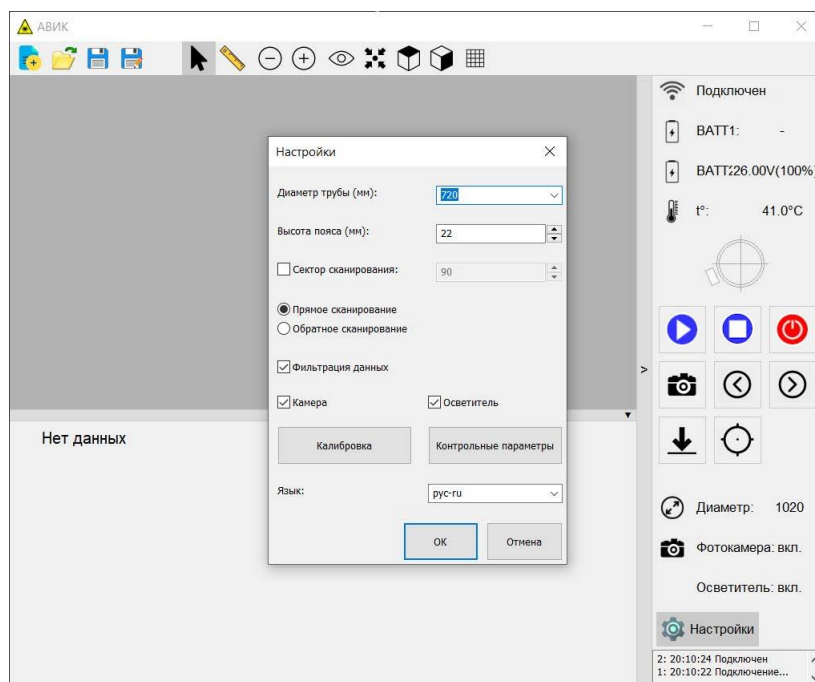 АВИК
Подключен
BATT1: -
BATT2:26.00V(100%)
t°: 41.0°C
Настройки
Диаметр трубы (мм): 720
Высота пояса (мм): 22
Сектор сканирования: 90
Прямое сканирование
Обратное сканирование
Фильтрация данных
Камера Осветитель
Калибровка Контрольные параметры
Язык: рус-ru
OK Отмена
Нет данных
Диаметр: 1020
Фотокамера: вкл.
Осветитель: вкл.
Настройки
2: 20:10:24 Подключен
1: 20:10:22 Подключение...